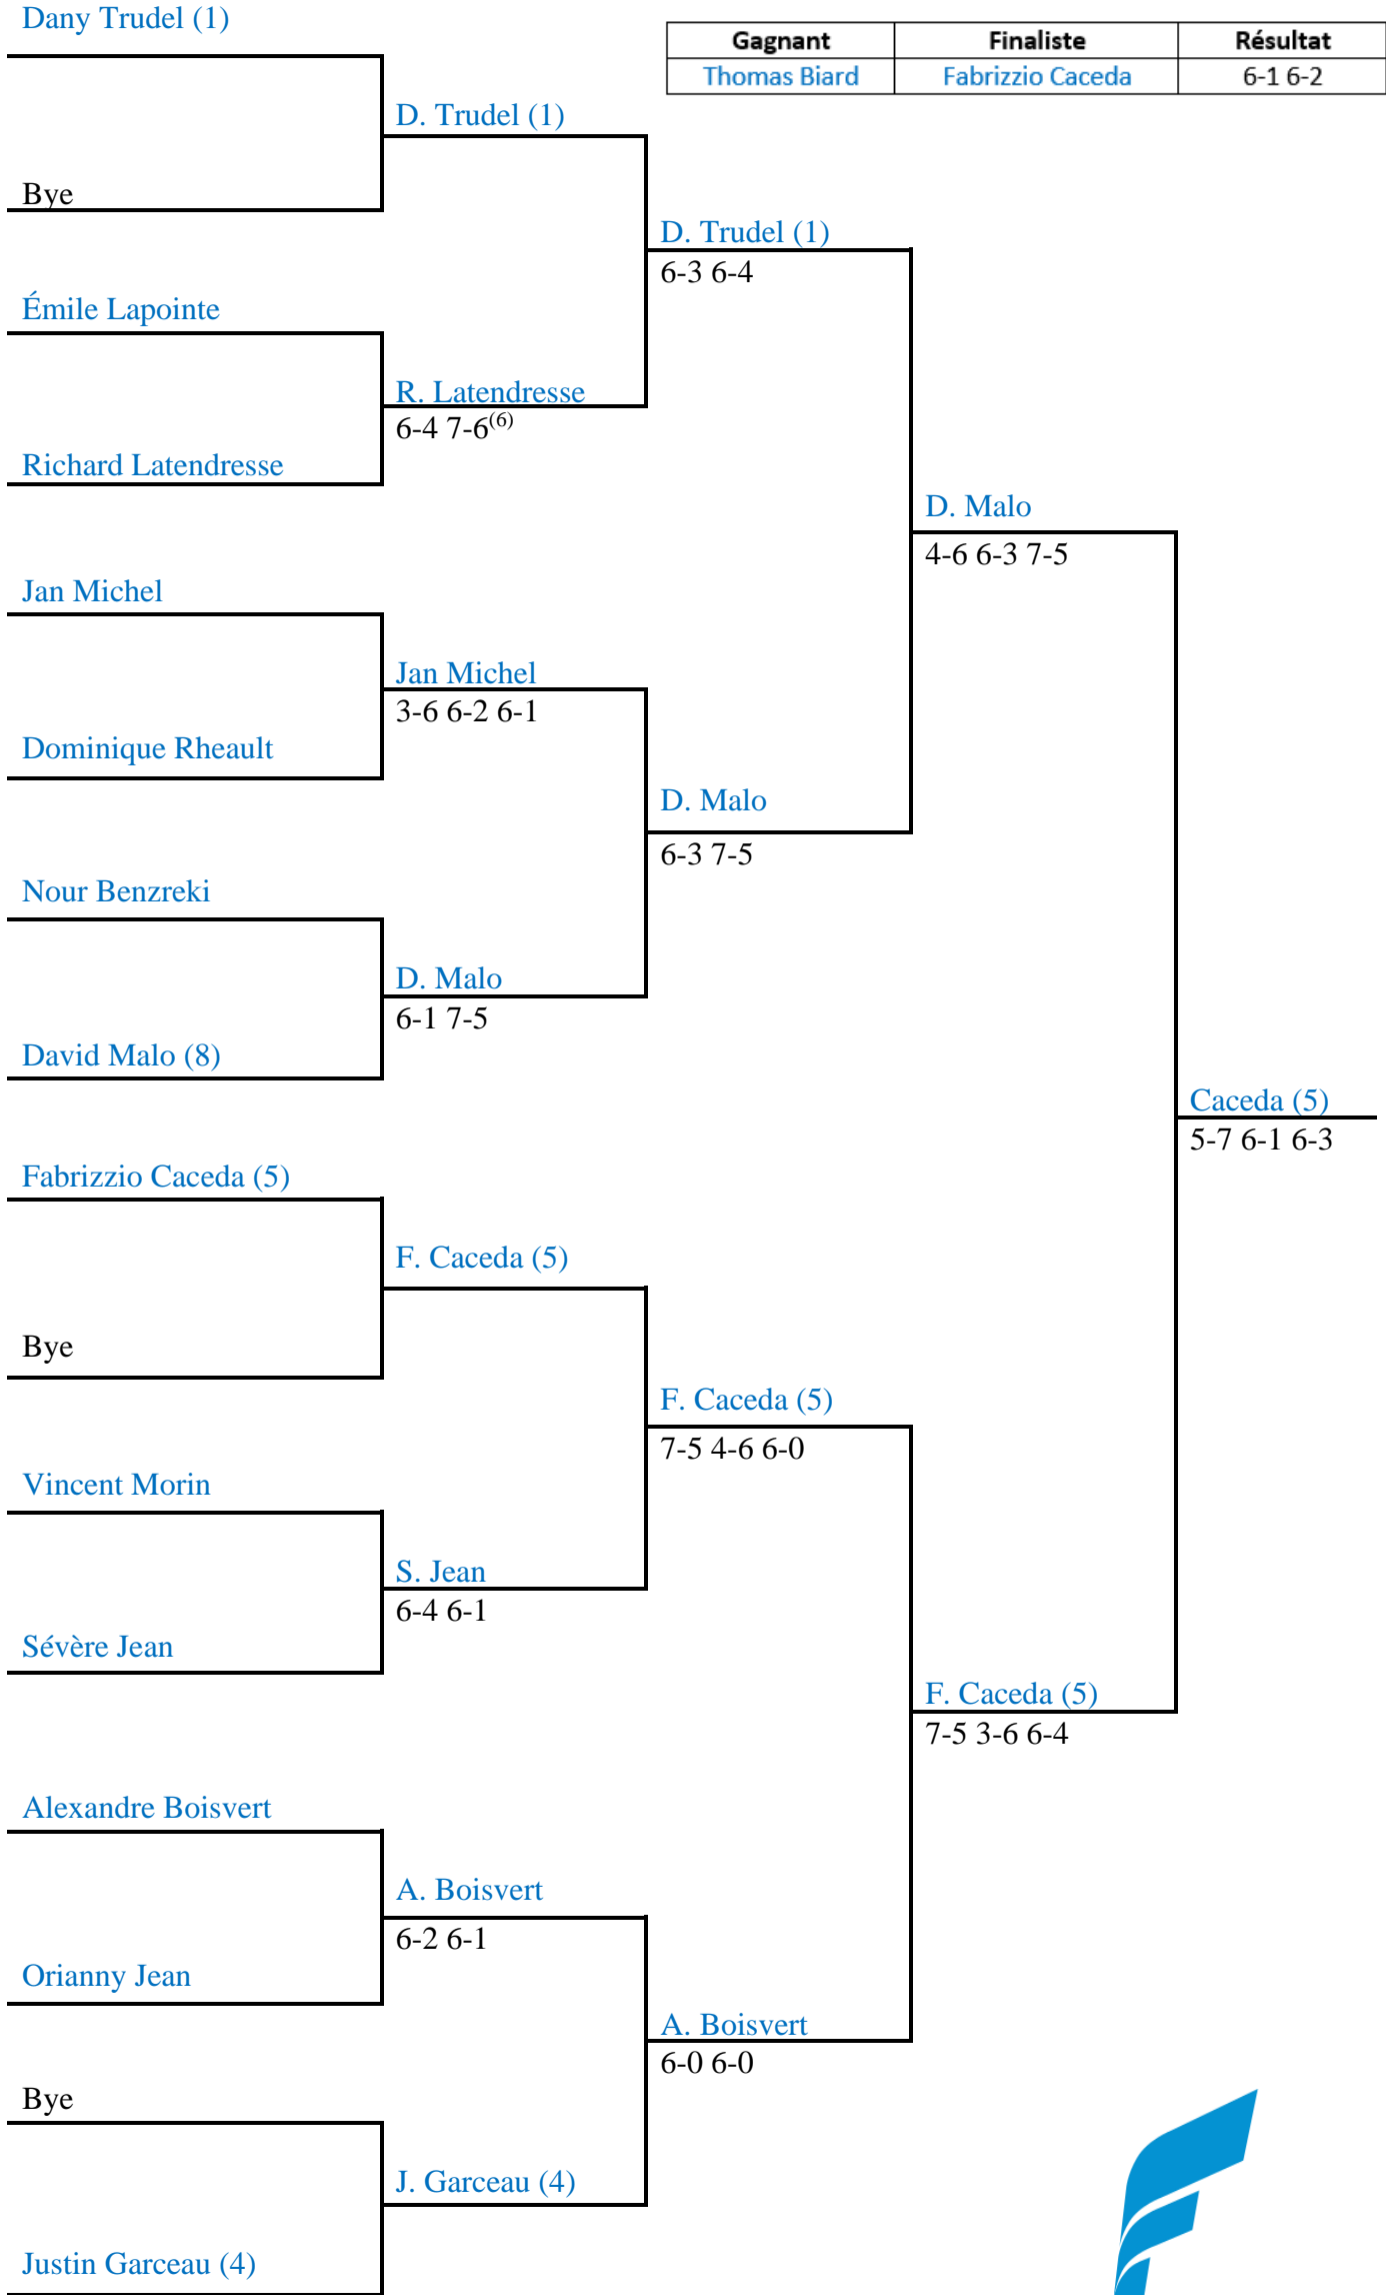 Dany Trudel (1)
Gagnant Finaliste Résultat
Thomas Biard Fabrizzio Caceda 6-1 6-2
D. Trudel (1)
Bye
D. Trudel (1)
6-3 6-4
Émile Lapointe
R. Latendresse
6-4 7-6(6)
Richard Latendresse
D. Malo
4-6 6-3 7-5
Jan Michel
Jan Michel
3-6 6-2 6-1
Dominique Rheault
D. Malo
6-3 7-5
Nour Benzreki
D. Malo
6-1 7-5
David Malo (8)
Caceda (5)
5-7 6-1 6-3
Fabrizzio Caceda (5)
F. Caceda (5)
Bye
F. Caceda (5)
7-5 4-6 6-0
Vincent Morin
S. Jean
6-4 6-1
Sévère Jean
F. Caceda (5)
7-5 3-6 6-4
Alexandre Boisvert
A. Boisvert
6-2 6-1
Orianny Jean
A. Boisvert
6-0 6-0
Bye
J. Garceau (4)
Justin Garceau (4)